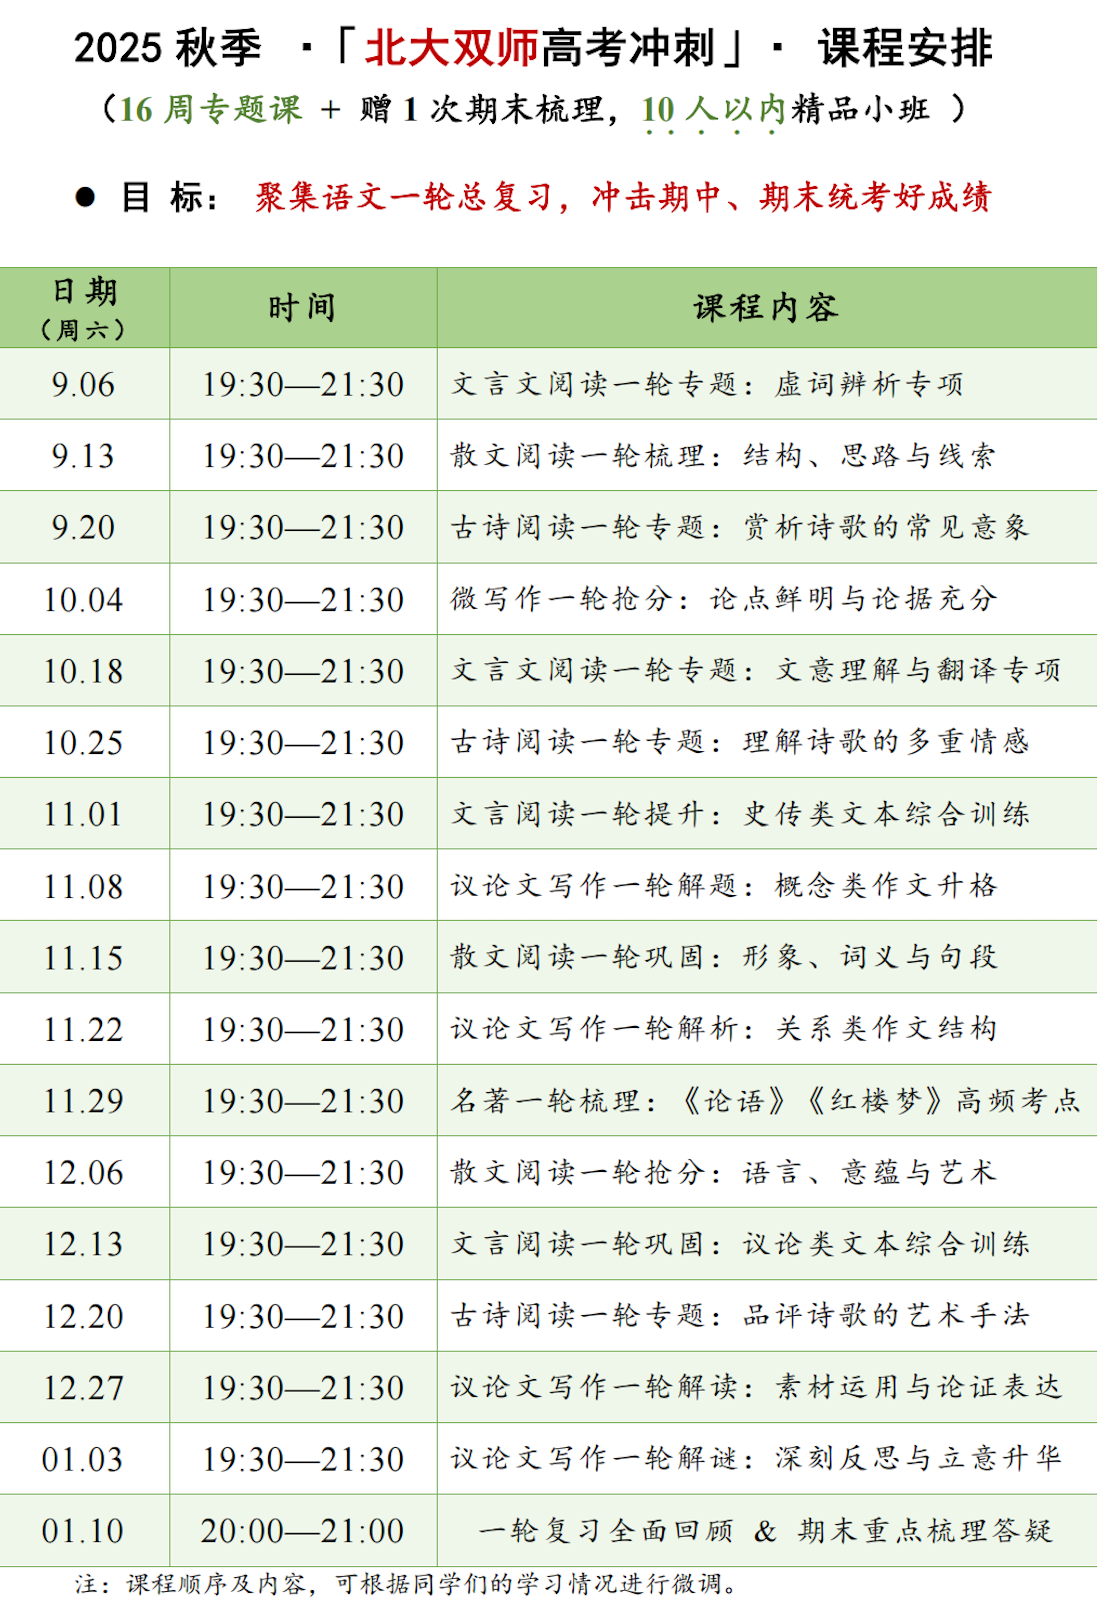 2025 秋季 ·「北大双师高考冲刺」· 课程安排
（16 周专题课 + 赠 1 次期末梳理，10 人以内精品小班 ）
● 目 标： 聚集语文一轮总复习，冲击期中、期末统考好成绩
日期 时间 课程内容
（周六）
9.06 19:30—21:30 文言文阅读一轮专题：虚词辨析专项
9.13 19:30—21:30 散文阅读一轮梳理：结构、思路与线索
9.20 19:30—21:30 古诗阅读一轮专题：赏析诗歌的常见意象
10.04 19:30—21:30 微写作一轮抢分：论点鲜明与论据充分
10.18 19:30—21:30 文言文阅读一轮专题：文意理解与翻译专项
10.25 19:30—21:30 古诗阅读一轮专题：理解诗歌的多重情感
11.01 19:30—21:30 文言阅读一轮提升：史传类文本综合训练
11.08 19:30—21:30 议论文写作一轮解题：概念类作文升格
11.15 19:30—21:30 散文阅读一轮巩固：形象、词义与句段
11.22 19:30—21:30 议论文写作一轮解析：关系类作文结构
11.29 19:30—21:30 名著一轮梳理：《论语》《红楼梦》高频考点
12.06 19:30—21:30 散文阅读一轮抢分：语言、意蕴与艺术
12.13 19:30—21:30 文言阅读一轮巩固：议论类文本综合训练
12.20 19:30—21:30 古诗阅读一轮专题：品评诗歌的艺术手法
12.27 19:30—21:30 议论文写作一轮解读：素材运用与论证表达
01.03 19:30—21:30 议论文写作一轮解谜：深刻反思与立意升华
01.10 20:00—21:00 一轮复习全面回顾 & 期末重点梳理答疑
注：课程顺序及内容，可根据同学们的学习情况进行微调。